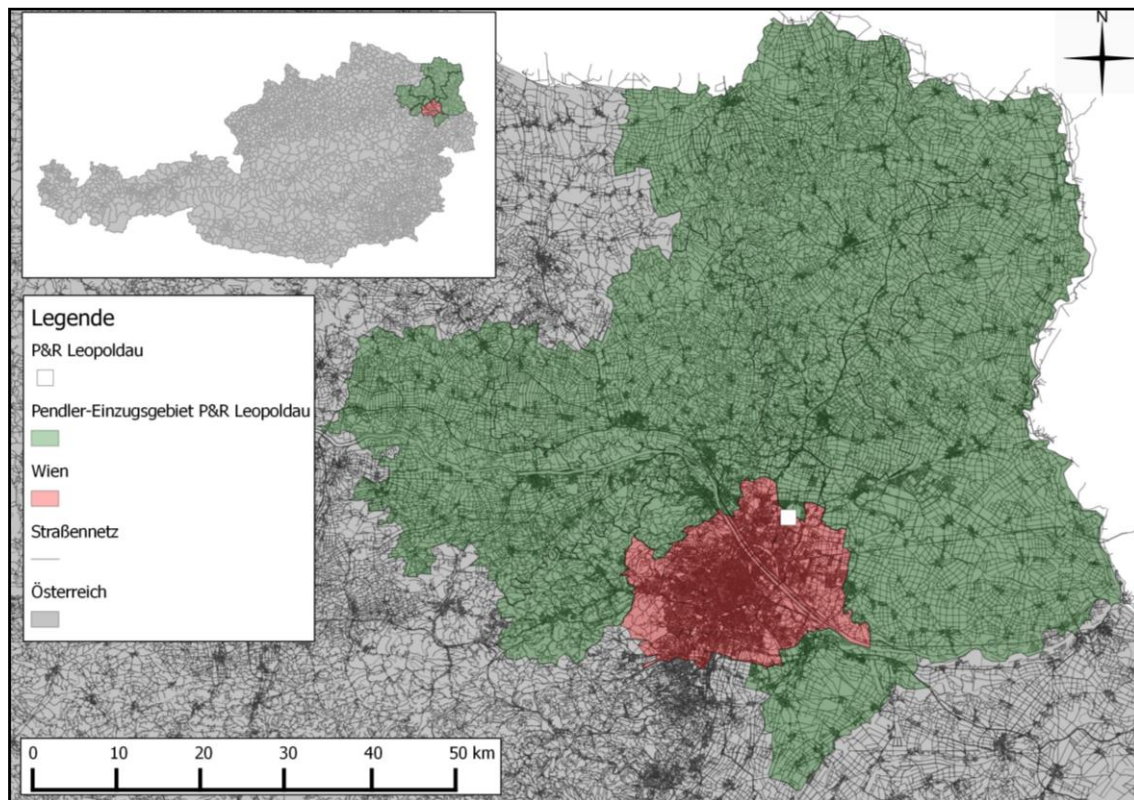 N
Legende
P&R Leopoldau
Pendler-Einzugsgebiet P&R Leopoldau
Wien
Straßennetz
Österreich
0 10 20 30 40 50 km